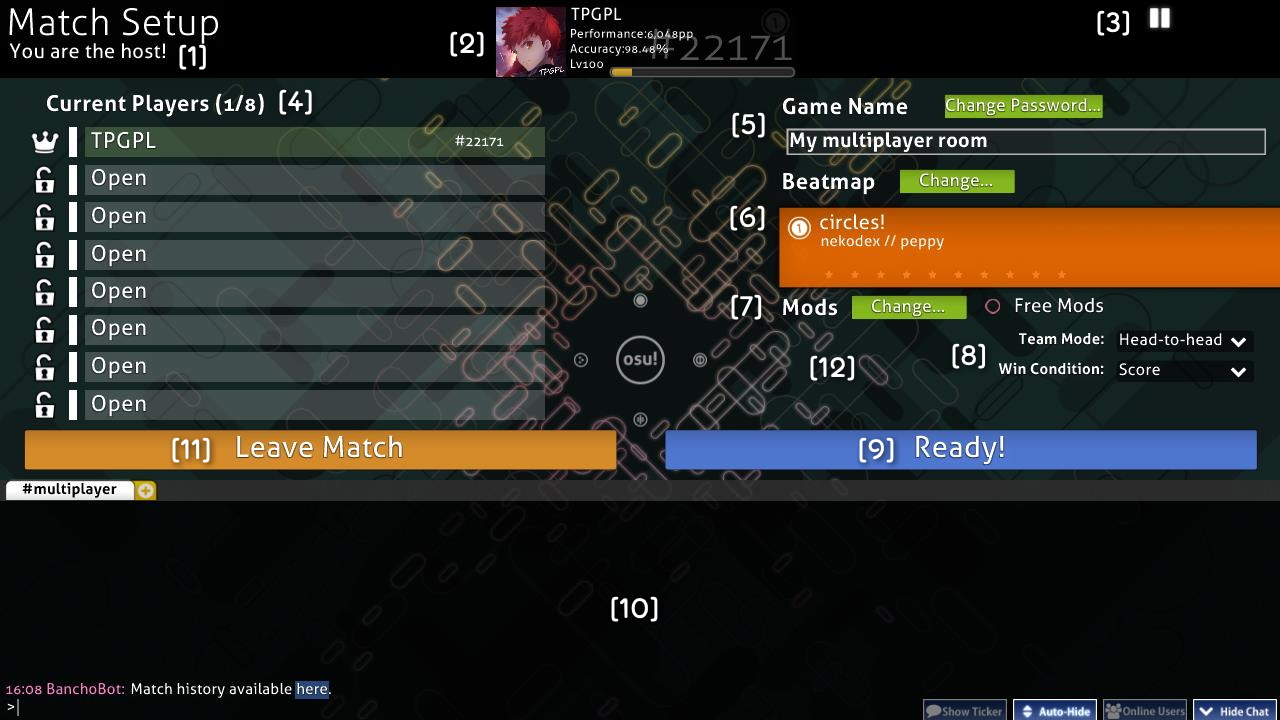 Match Setup
You are the host! [1]
[2]
TPGPL
TPGPL
Performance:6,048pp
Accuracy:98.48%
Lv100
#22171
[3]
Current Players (1/8) [4]
TPGPL #22171
Open
Open
Open
Open
Open
Open
Open
[5]
Game Name Change Password...
My multiplayer room
Beatmap Change...
[6]
1 circles!
nekodex // peppy
[7] Mods Change... Free Mods
[8]
Team Mode: Head-to-head
Win Condition: Score
[12]
osu!
[11] Leave Match
[9] Ready!
#multiplayer
[10]
16:08 BanchoBot: Match history available here.
>
Show Ticker Auto-Hide Online Users Hide Chat